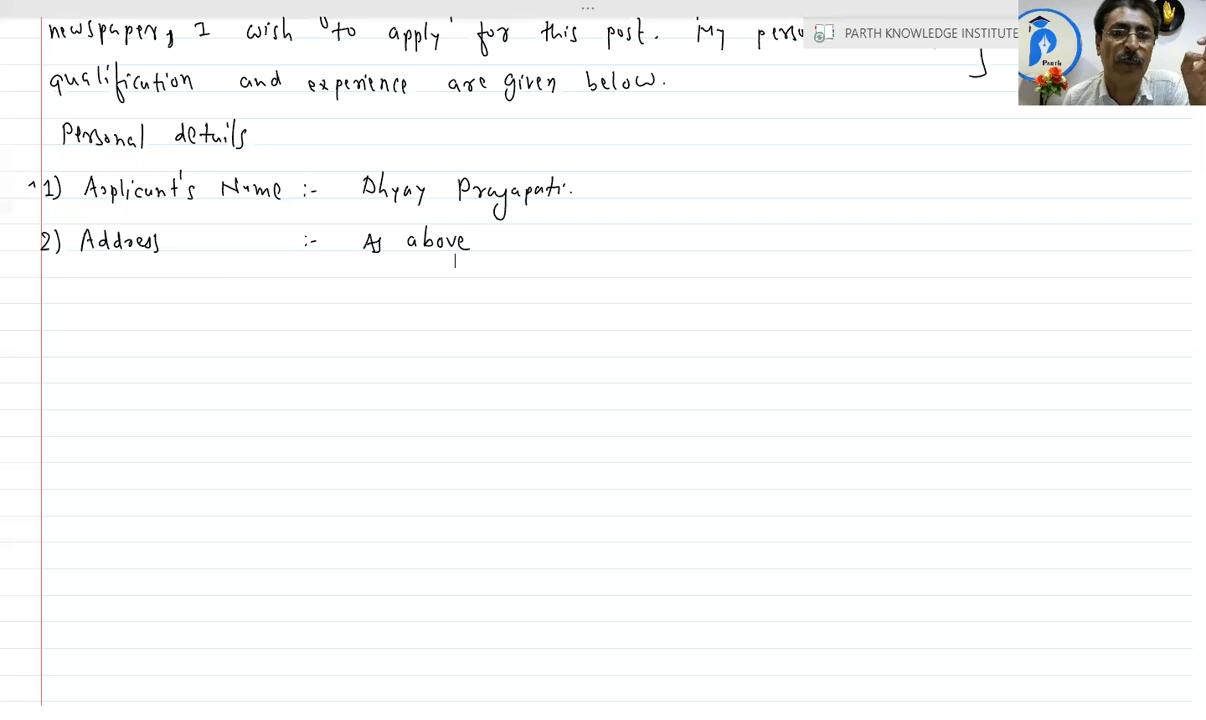 newspaper, I wish to apply for this post. My perso
PARTH KNOWLEDGE INSTITUTE
Parth
qualification and experience are given below.
Personal details
1) Applicant's Name :- Dhyay Prajapati.
2) Address :- As above